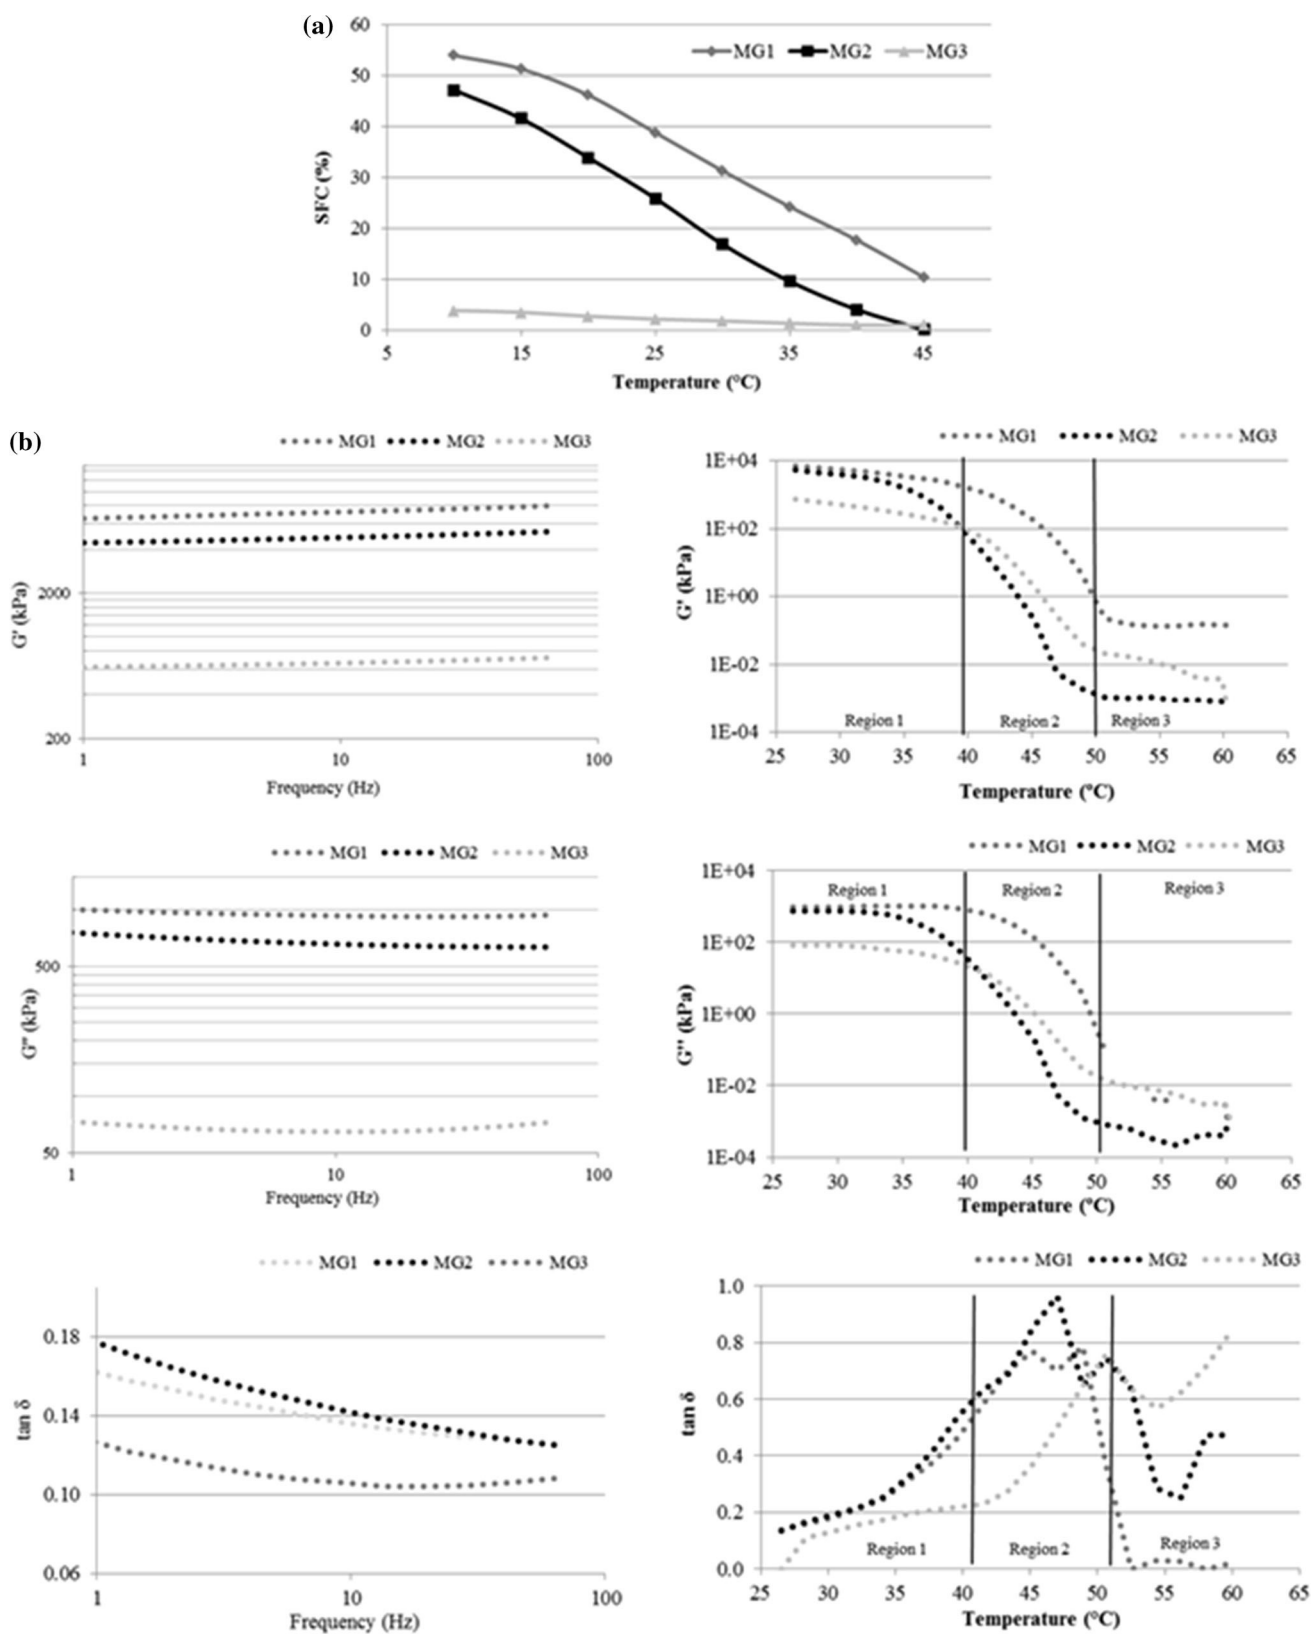 (a)
60
50
40
30
20
10
0
SFC (%)
MG1 MG2 MG3
5 15 25 35 45
Temperature (°C)
(b)
MG1 MG2 MG3
2000
200
G' (kPa)
1 10 100
Frequency (Hz)
MG1 MG2 MG3
1E+04
1E+02
1E+00
1E-02
1E-04
G' (kPa)
Region 1 Region 2 Region 3
25 30 35 40 45 50 55 60 65
Temperature (°C)
MG1 MG2 MG3
500
50
G'' (kPa)
1 10 100
Frequency (Hz)
MG1 MG2 MG3
1E+04
1E+02
1E+00
1E-02
1E-04
G'' (kPa)
Region 1 Region 2 Region 3
25 30 35 40 45 50 55 60 65
Temperature (°C)
MG1 MG2 MG3
0.18
0.14
0.10
0.06
tan δ
1 10 100
Frequency (Hz)
MG1 MG2 MG3
1.0
0.8
0.6
0.4
0.2
0.0
tan δ
Region 1 Region 2 Region 3
25 30 35 40 45 50 55 60 65
Temperature (°C)